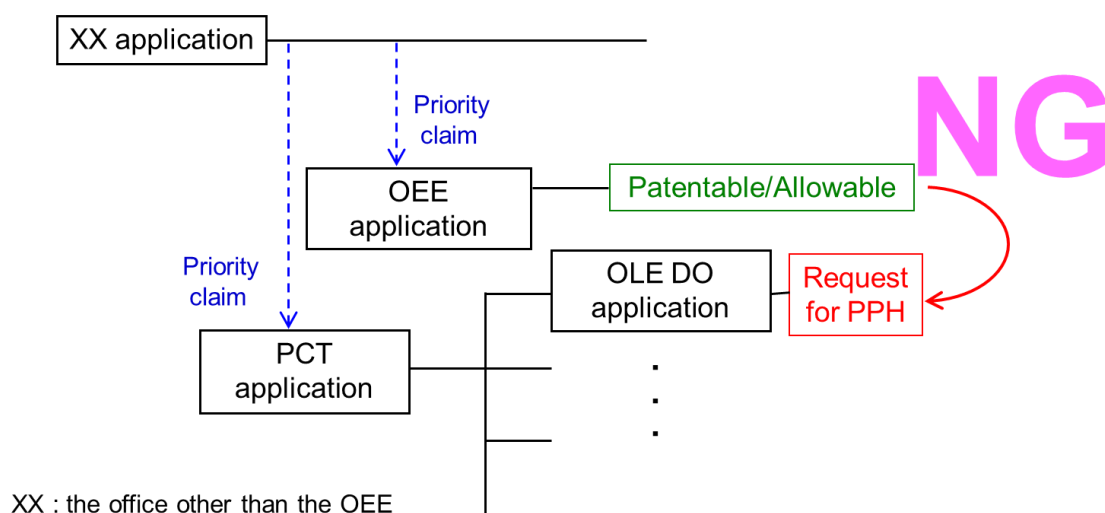 XX application
NG
Priority
claim
OEE
application
Patentable/Allowable
Priority
claim
OLE DO
application
Request
for PPH
PCT
application
XX : the office other than the OEE